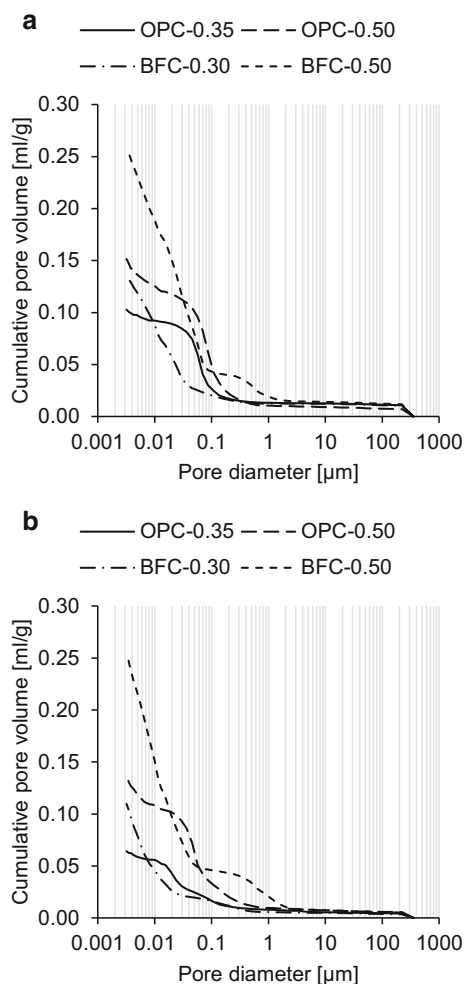 a
OPC-0.35 OPC-0.50
BFC-0.30 BFC-0.50
Cumulative pore volume [ml/g]
0.30
0.25
0.20
0.15
0.10
0.05
0.00
0.001 0.01 0.1 1 10 100 1000
Pore diameter [µm]
b
OPC-0.35 OPC-0.50
BFC-0.30 BFC-0.50
Cumulative pore volume [ml/g]
0.30
0.25
0.20
0.15
0.10
0.05
0.00
0.001 0.01 0.1 1 10 100 1000
Pore diameter [µm]